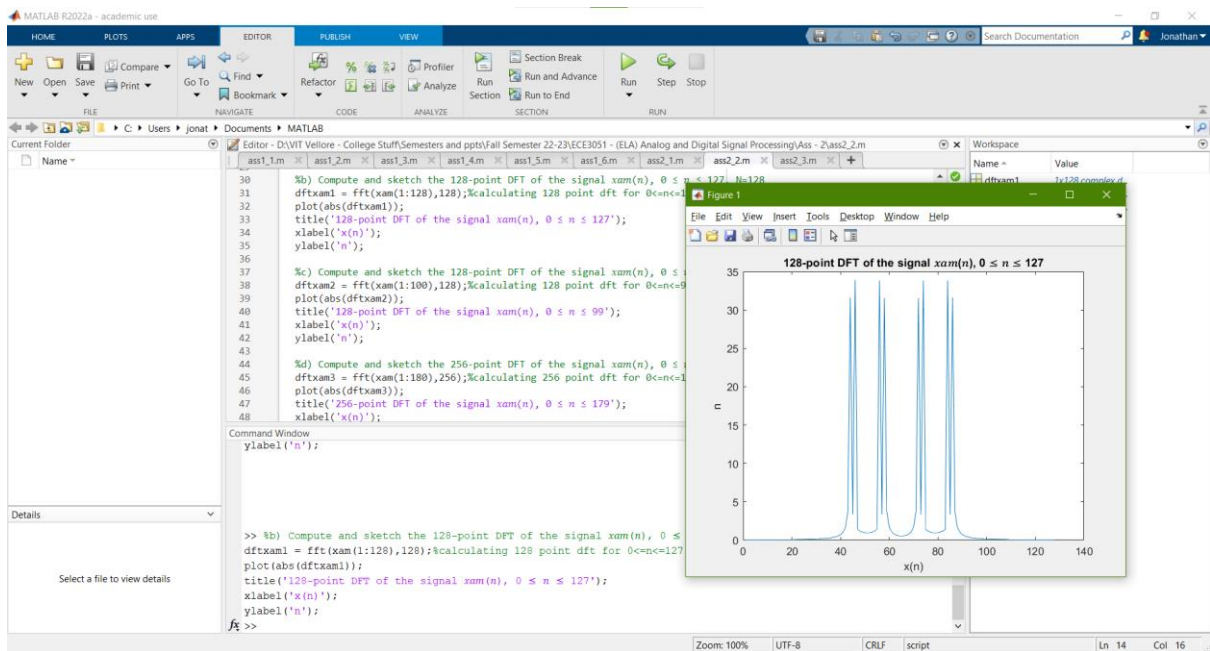 MATLAB R2022a - academic use
HOME PLOTS APPS EDITOR PUBLISH VIEW Search Documentation Jonathan
New Open Save Compare Print Go To Find Bookmark Refactor Profiler Analyze Run Section Section Break Run and Advance Run to End Run Step Stop
FILE NAVIGATE CODE ANALYZE SECTION RUN
C: Users jonat Documents MATLAB
Current Folder
Name
Editor - D:\VIT Vellore - College Stuff\Semesters and ppts\Fall Semester 22-23\ECE3051 - (ELA) Analog and Digital Signal Processing\Ass - 2\ass2_2.m
ass1_1.m ass1_2.m ass1_3.m ass1_4.m ass1_5.m ass1_6.m ass2_1.m ass2_2.m ass2_3.m +
30 %b) Compute and sketch the 128-point DFT of the signal 𝑥𝑎𝑚(𝑛), 0 ≤ n ≤ 127, N=128
31 dftxam1 = fft(xam(1:128),128);%calculating 128 point dft for 0<=n<=1
32 plot(abs(dftxam1));
33 title('128-point DFT of the signal 𝑥𝑎𝑚(𝑛), 0 ≤ 𝑛 ≤ 127');
34 xlabel('x(n)');
35 ylabel('n');
36
37 %c) Compute and sketch the 128-point DFT of the signal 𝑥𝑎𝑚(𝑛), 0 ≤
38 dftxam2 = fft(xam(1:100),128);%calculating 128 point dft for 0<=n<=9
39 plot(abs(dftxam2));
40 title('128-point DFT of the signal 𝑥𝑎𝑚(𝑛), 0 ≤ 𝑛 ≤ 99');
41 xlabel('x(n)');
42 ylabel('n');
43
44 %d) Compute and sketch the 256-point DFT of the signal 𝑥𝑎𝑚(𝑛), 0 ≤
45 dftxam3 = fft(xam(1:180),256);%calculating 256 point dft for 0<=n<=1
46 plot(abs(dftxam3));
47 title('256-point DFT of the signal 𝑥𝑎𝑚(𝑛), 0 ≤ 𝑛 ≤ 179');
48 xlabel('x(n)');
Workspace
Name Value
dftxam1 1x128 complex d
Figure 1
File Edit View Insert Tools Desktop Window Help
128-point DFT of the signal 𝑥𝑎𝑚(𝑛), 0 ≤ 𝑛 ≤ 127
35
30
25
20
15
10
5
0
n
0 20 40 60 80 100 120 140
x(n)
Command Window
ylabel('n');
>> %b) Compute and sketch the 128-point DFT of the signal 𝑥𝑎𝑚(𝑛), 0 ≤
dftxam1 = fft(xam(1:128),128);%calculating 128 point dft for 0<=n<=127
plot(abs(dftxam1));
title('128-point DFT of the signal 𝑥𝑎𝑚(𝑛), 0 ≤ 𝑛 ≤ 127');
xlabel('x(n)');
ylabel('n');
fx >>
Details
Select a file to view details
Zoom: 100% UTF-8 CRLF script Ln 14 Col 16